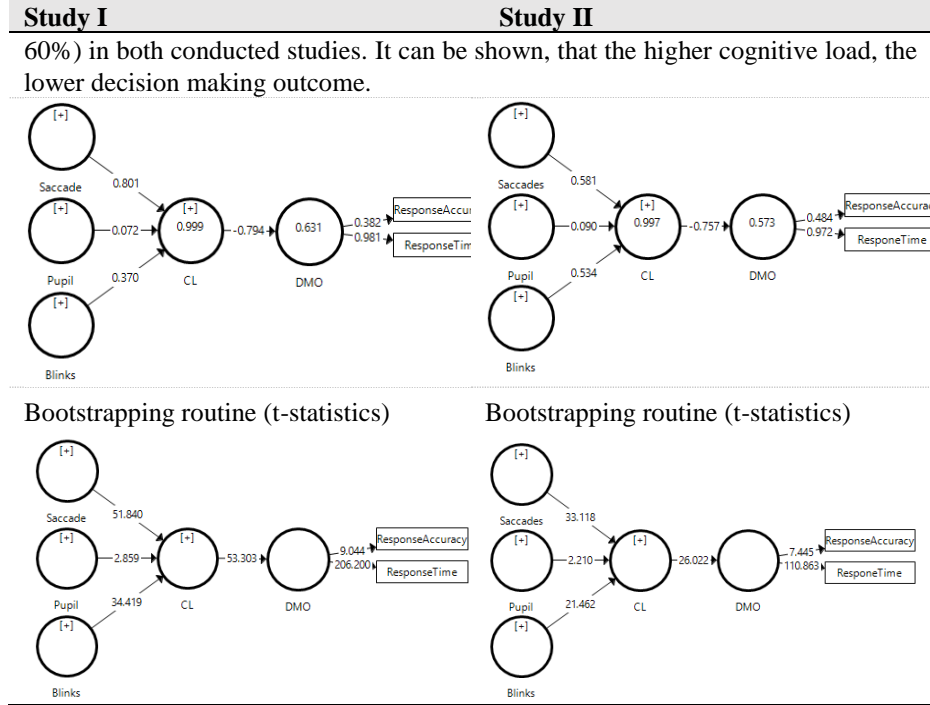 Study I Study II
60%) in both conducted studies. It can be shown, that the higher cognitive load, the
lower decision making outcome.
[+]
Saccade
0.801
[+]
Pupil
0.072
[+]
Blinks
0.370
[+]
0.999
CL
-0.794
0.631
DMO
0.382
0.981
ResponseAccur
ResponseTim
[+]
Saccades
0.581
[+]
Pupil
0.090
[+]
Blinks
0.534
[+]
0.997
CL
-0.757
0.573
DMO
0.484
0.972
ResponseAccurac
ResponeTime
Bootstrapping routine (t-statistics) Bootstrapping routine (t-statistics)
[+]
Saccade
51.840
[+]
Pupil
2.859
[+]
Blinks
34.419
[+]
CL
53.303
DMO
9.044
206.200
ResponseAccuracy
ResponseTime
[+]
Saccades
33.118
[+]
Pupil
2.210
[+]
Blinks
21.462
[+]
CL
26.022
DMO
7.445
110.863
ResponseAccuracy
ResponeTime